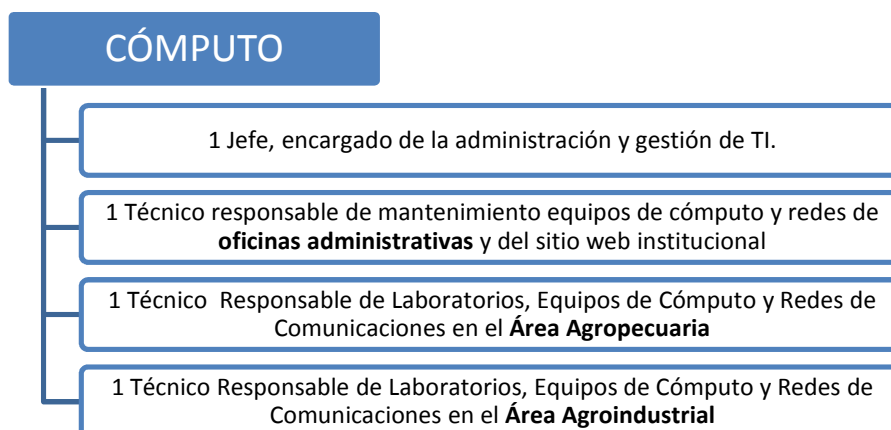 CÓMPUTO
1 Jefe, encargado de la administración y gestión de TI.
1 Técnico responsable de mantenimiento equipos de cómputo y redes de
oficinas administrativas y del sitio web institucional
1 Técnico  Responsable de Laboratorios, Equipos de Cómputo y Redes de
Comunicaciones en el Área Agropecuaria
1 Técnico Responsable de Laboratorios, Equipos de Cómputo y Redes de
Comunicaciones en el Área Agroindustrial